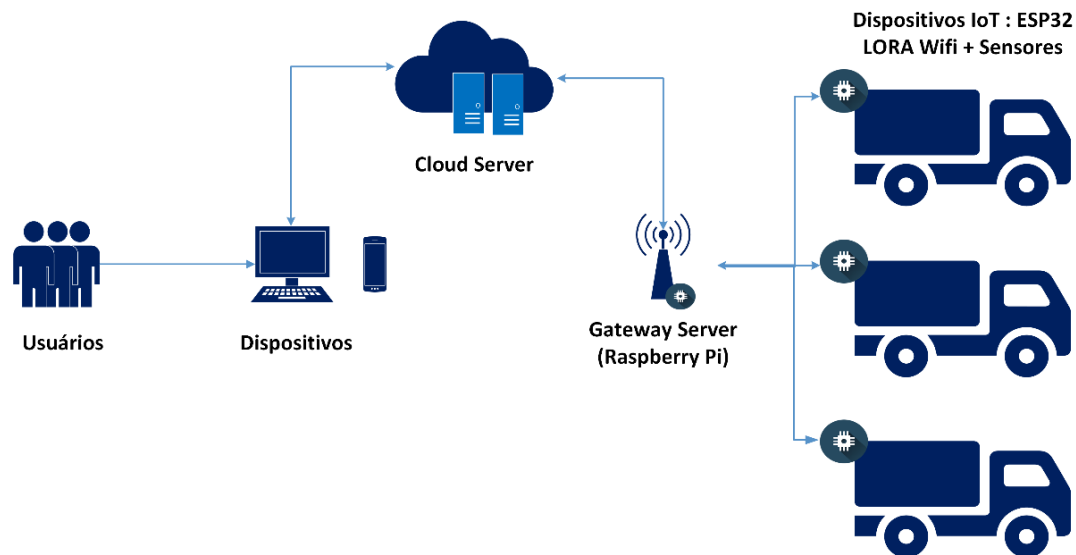 Dispositivos IoT : ESP32
LORA Wifi + Sensores
Cloud Server
Usuários
Dispositivos
Gateway Server
(Raspberry Pi)